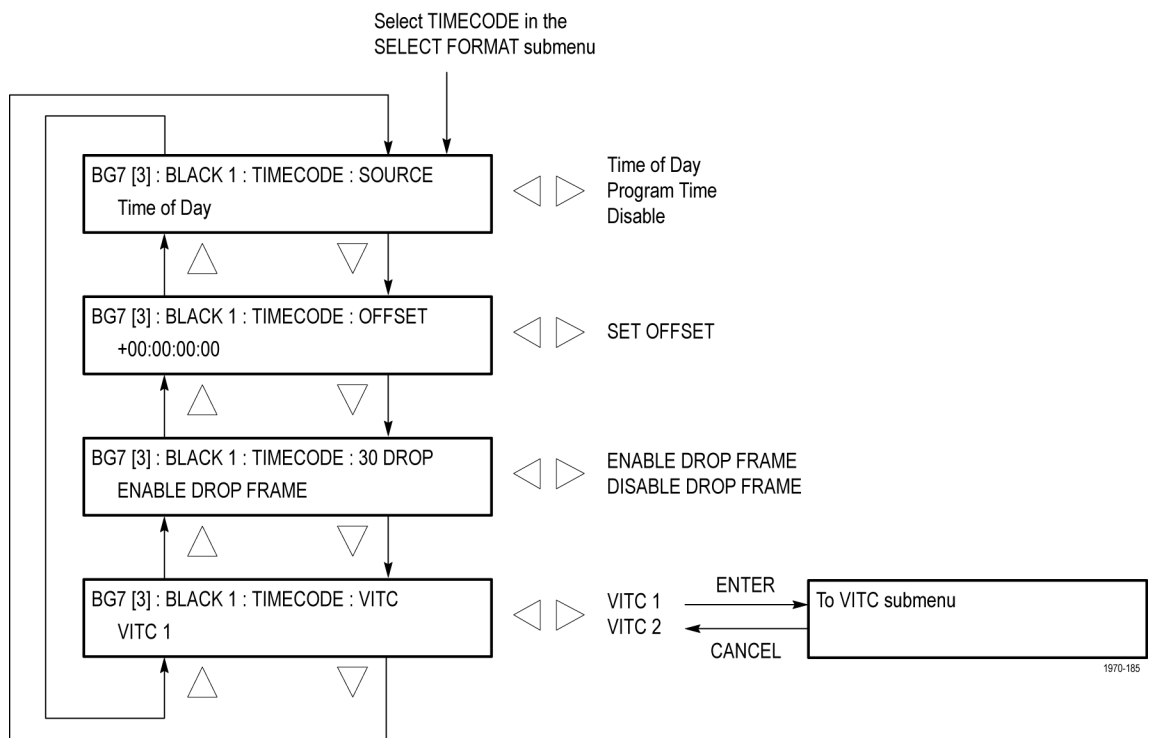 Select TIMECODE in the
SELECT FORMAT submenu
BG7 [3] : BLACK 1 : TIMECODE : SOURCE
Time of Day
Time of Day
Program Time
Disable
BG7 [3] : BLACK 1 : TIMECODE : OFFSET
+00:00:00:00
SET OFFSET
BG7 [3] : BLACK 1 : TIMECODE : 30 DROP
ENABLE DROP FRAME
ENABLE DROP FRAME
DISABLE DROP FRAME
BG7 [3] : BLACK 1 : TIMECODE : VITC
VITC 1
VITC 1
VITC 2
ENTER
CANCEL
To VITC submenu
1970-185